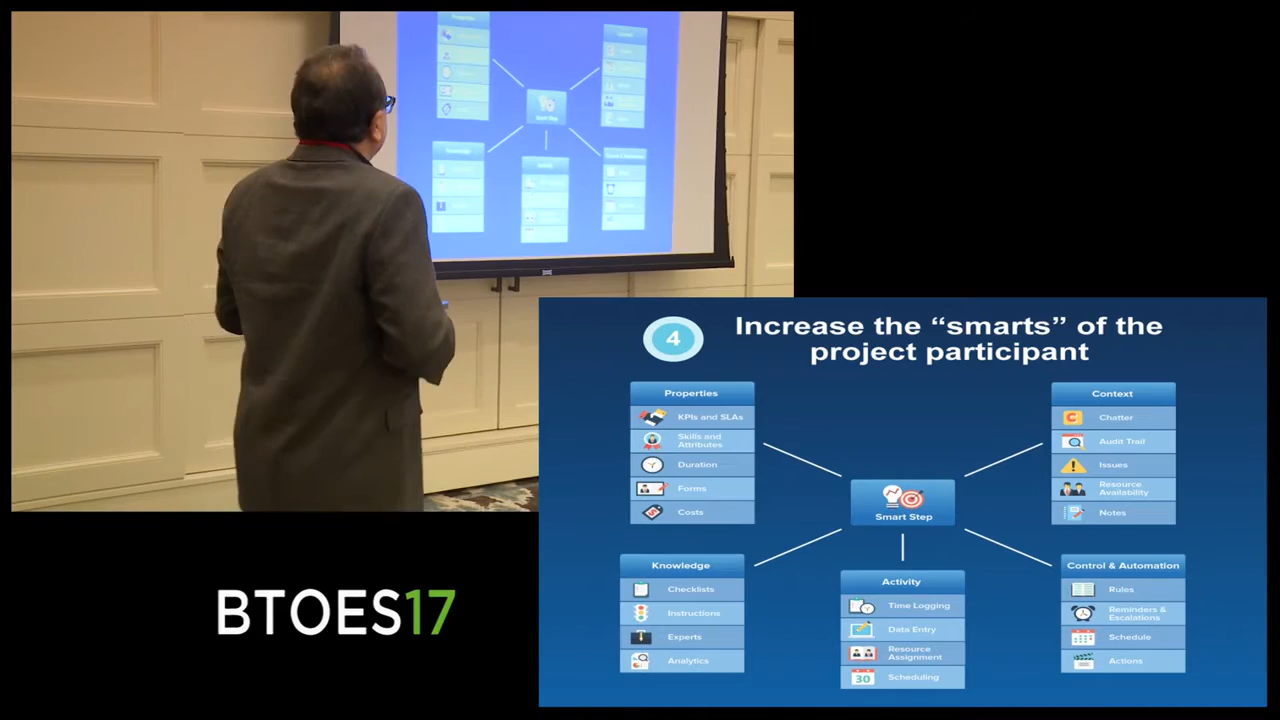 4
Increase the “smarts” of the
project participant
Properties
KPIs and SLAs
Skills and
Attributes
Duration
Forms
Costs
Context
Chatter
Audit Trail
Issues
Resource
Availability
Notes
Smart Step
Knowledge
Checklists
Instructions
Experts
Analytics
Activity
Time Logging
Data Entry
Resource
Assignment
30
Scheduling
Control & Automation
Rules
Reminders &
Escalations
Schedule
Actions
BTOES17